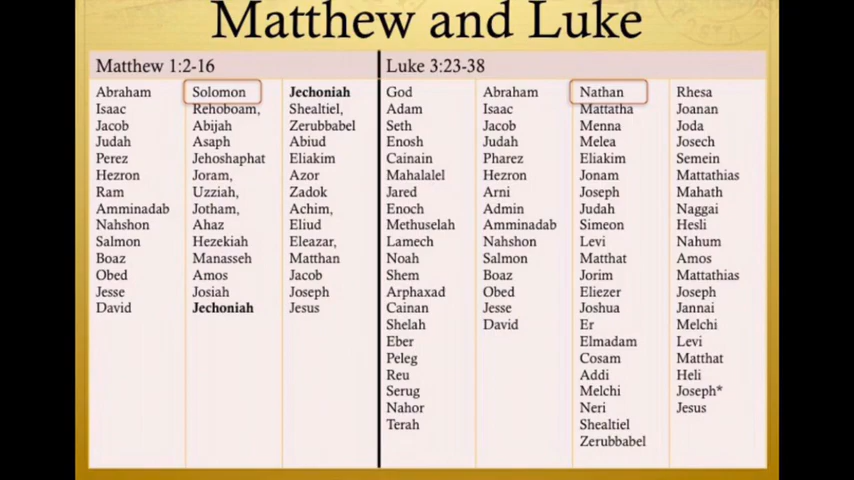 Matthew and Luke
Matthew 1:2-16
Abraham
Isaac
Jacob
Judah
Perez
Hezron
Ram
Amminadab
Nahshon
Salmon
Boaz
Obed
Jesse
David
Solomon
Rehoboam,
Abijah
Asaph
Jehoshaphat
Joram,
Uzziah,
Jotham,
Ahaz
Hezekiah
Manasseh
Amos
Josiah
Jechoniah
Jechoniah
Shealtiel,
Zerubbabel
Abiud
Eliakim
Azor
Zadok
Achim,
Eliud
Eleazar,
Matthan
Jacob
Joseph
Jesus
Luke 3:23-38
God
Adam
Seth
Enosh
Cainain
Mahalalel
Jared
Enoch
Methuselah
Lamech
Noah
Shem
Arphaxad
Cainan
Shelah
Eber
Peleg
Reu
Serug
Nahor
Terah
Abraham
Isaac
Jacob
Judah
Pharez
Hezron
Arni
Admin
Amminadab
Nahshon
Salmon
Boaz
Obed
Jesse
David
Nathan
Mattatha
Menna
Melea
Eliakim
Jonam
Joseph
Judah
Simeon
Levi
Matthat
Jorim
Eliezer
Joshua
Er
Elmadam
Cosam
Addi
Melchi
Neri
Shealtiel
Zerubbabel
Rhesa
Joanan
Joda
Josech
Semein
Mattathias
Mahath
Naggai
Hesli
Nahum
Amos
Mattathias
Joseph
Jannai
Melchi
Levi
Matthat
Heli
Joseph*
Jesus